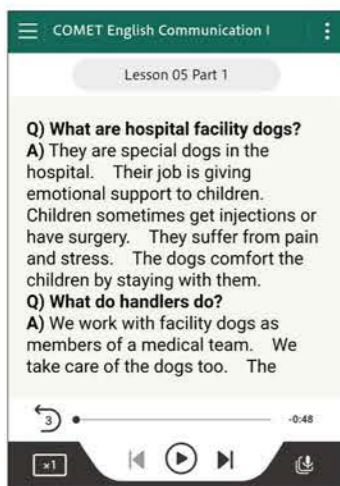 COMET English Communication I
Lesson 05 Part 1
Q) What are hospital facility dogs?
A) They are special dogs in the
hospital. Their job is giving
emotional support to children.
Children sometimes get injections or
have surgery. They suffer from pain
and stress. The dogs comfort the
children by staying with them.
Q) What do handlers do?
A) We work with facility dogs as
members of a medical team. We
take care of the dogs too. The
3
-0:48
×1